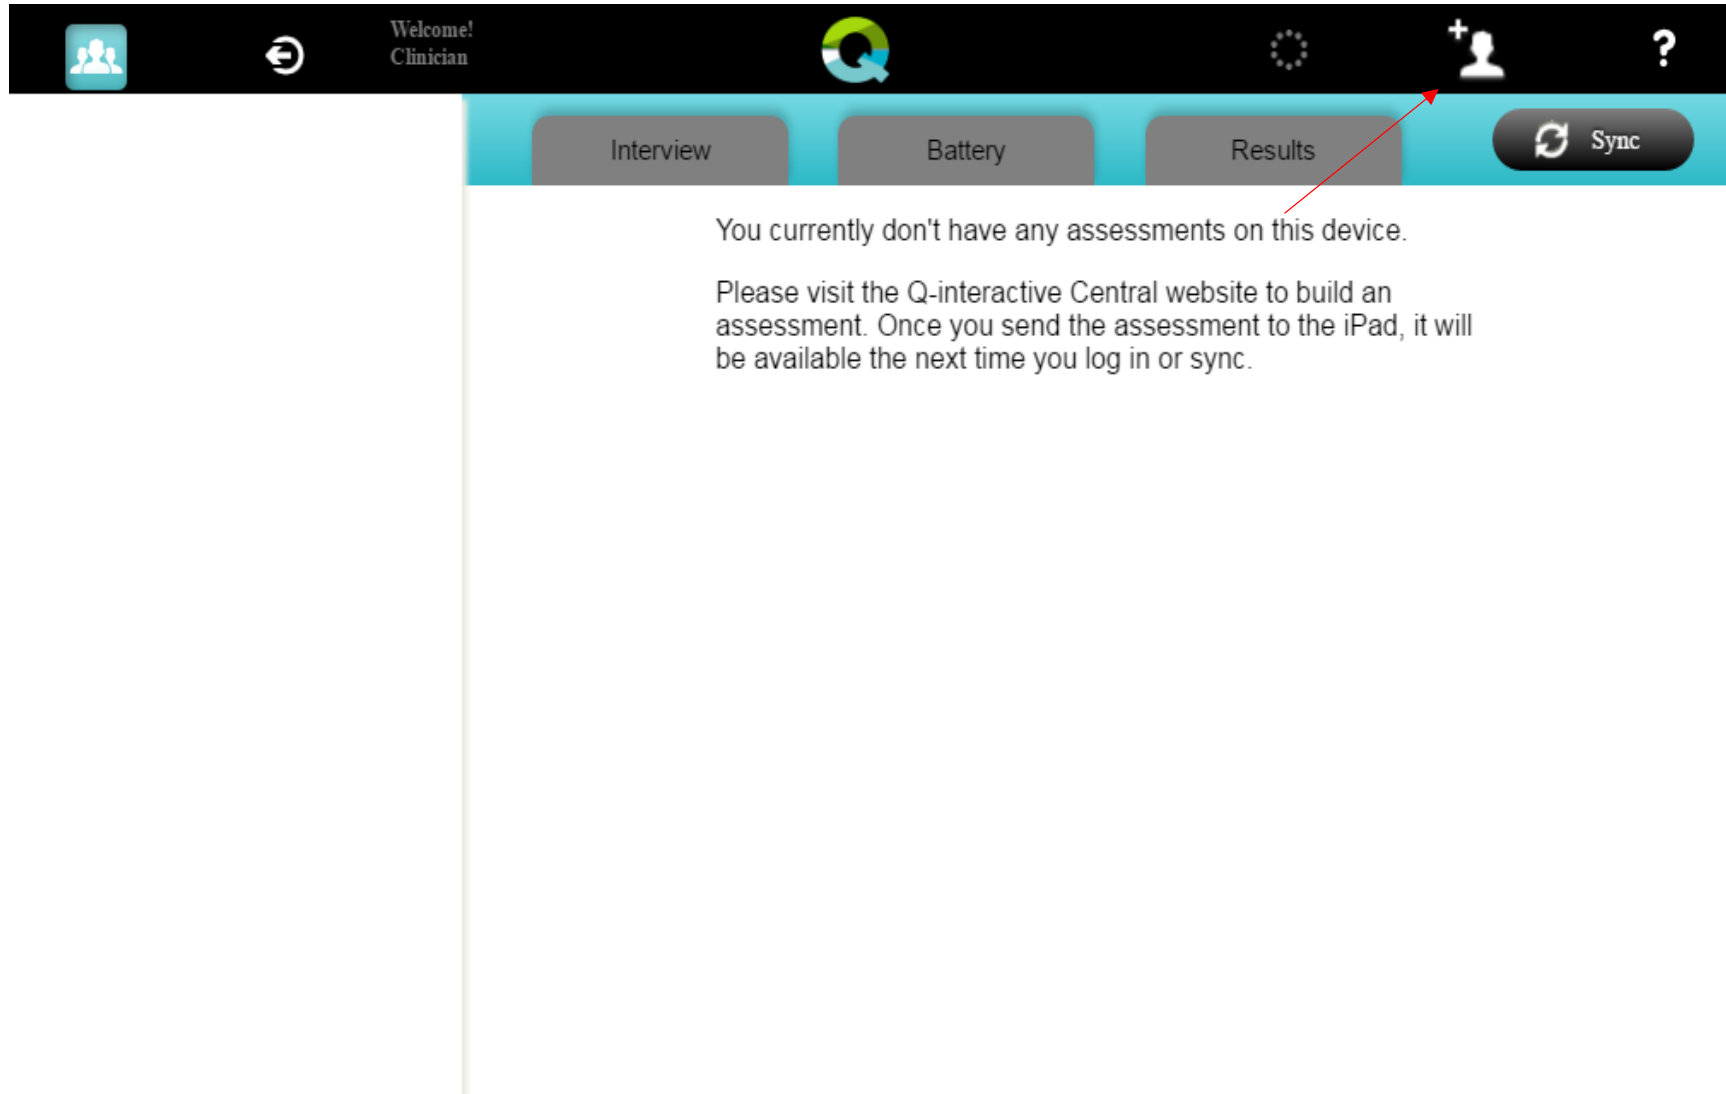 Welcome!
Clinician
Interview
Battery
Results
Sync
You currently don't have any assessments on this device.
Please visit the Q-interactive Central website to build an
assessment. Once you send the assessment to the iPad, it will
be available the next time you log in or sync.